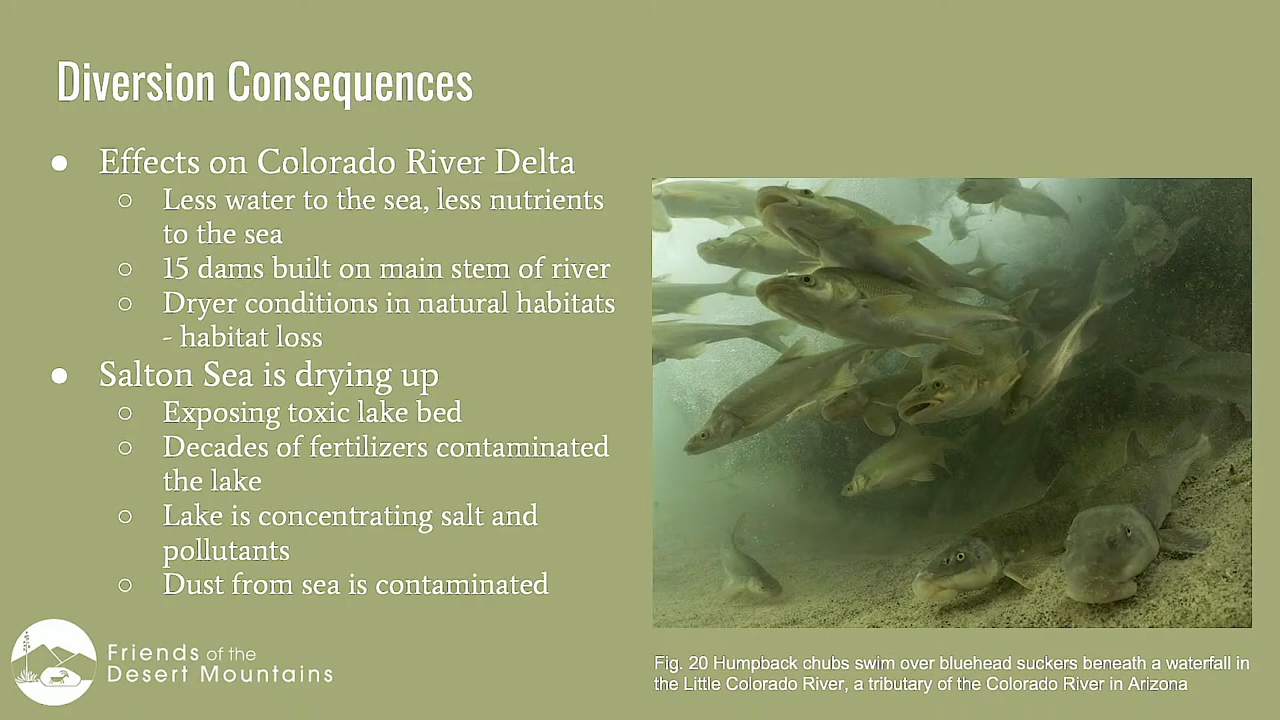 Diversion Consequences
● Effects on Colorado River Delta
○ Less water to the sea, less nutrients
to the sea
○ 15 dams built on main stem of river
○ Dryer conditions in natural habitats
- habitat loss
● Salton Sea is drying up
○ Exposing toxic lake bed
○ Decades of fertilizers contaminated
the lake
○ Lake is concentrating salt and
pollutants
○ Dust from sea is contaminated
Friends of the
Desert Mountains
Fig. 20 Humpback chubs swim over bluehead suckers beneath a waterfall in
the Little Colorado River, a tributary of the Colorado River in Arizona